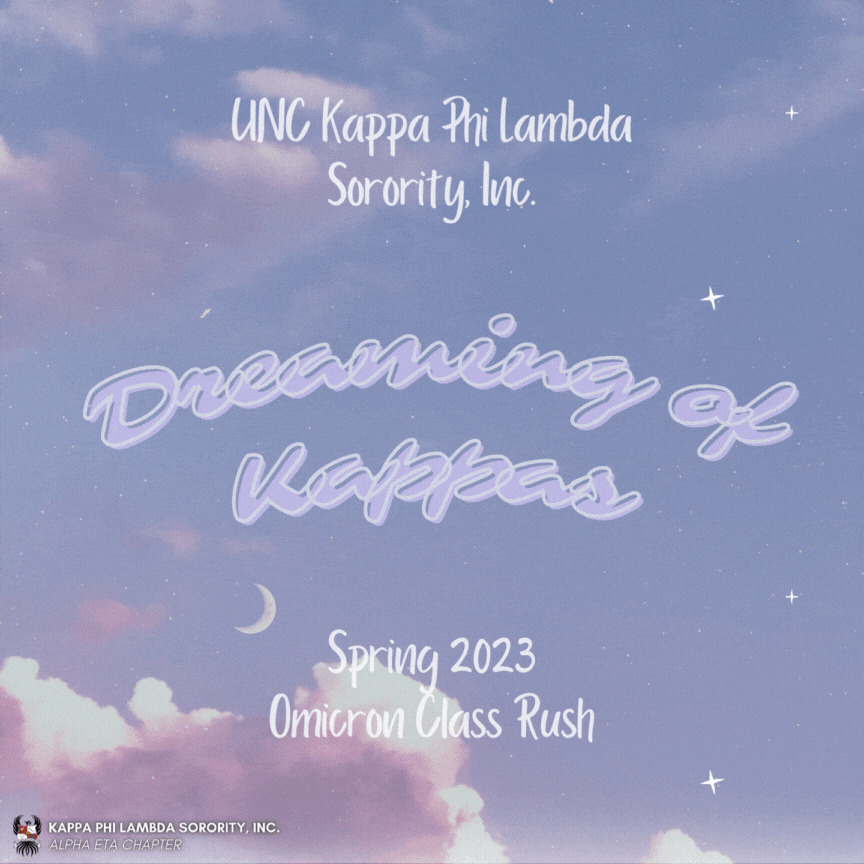 UNC Kappa Phi Lambda
Sorority, Inc.
Dreaming of
Kappas
Spring 2023
Omicron Class Rush
KAPPA PHI LAMBDA SORORITY, INC.
ALPHA ETA CHAPTER